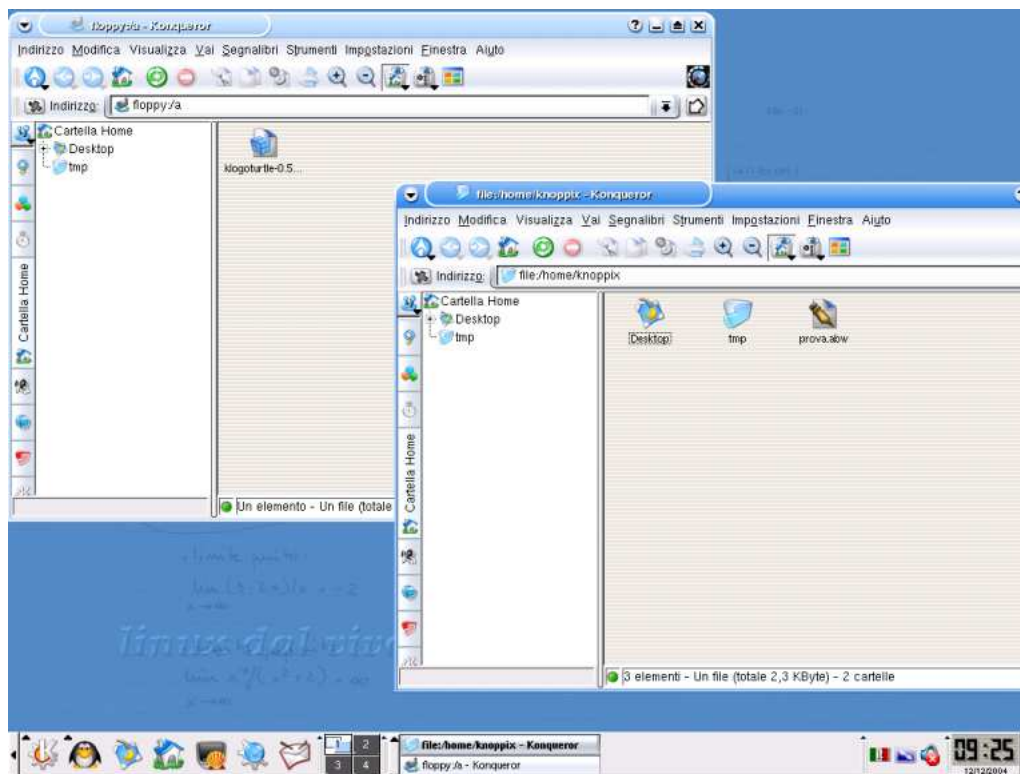 floppy:/a - Konqueror
Indirizzo Modifica Visualizza Vai Segnalibri Strumenti Impostazioni Finestra Aiuto
Indirizzo: floppy:/a
Cartella Home
Desktop
tmp
klogoturtle-0.5...
Cartella Home
Un elemento - Un file (totale
file:/home/knoppix - Konqueror
Indirizzo Modifica Visualizza Vai Segnalibri Strumenti Impostazioni Finestra Aiuto
Indirizzo: file:/home/knoppix
Cartella Home
Desktop
tmp
Desktop
tmp
prova.abw
Cartella Home
3 elementi - Un file (totale 2,3 KByte) - 2 cartelle
linux dal vivo
1 2
3 4
file:/home/knoppix - Konqueror
floppy:/a - Konqueror
09:25
12/12/2004